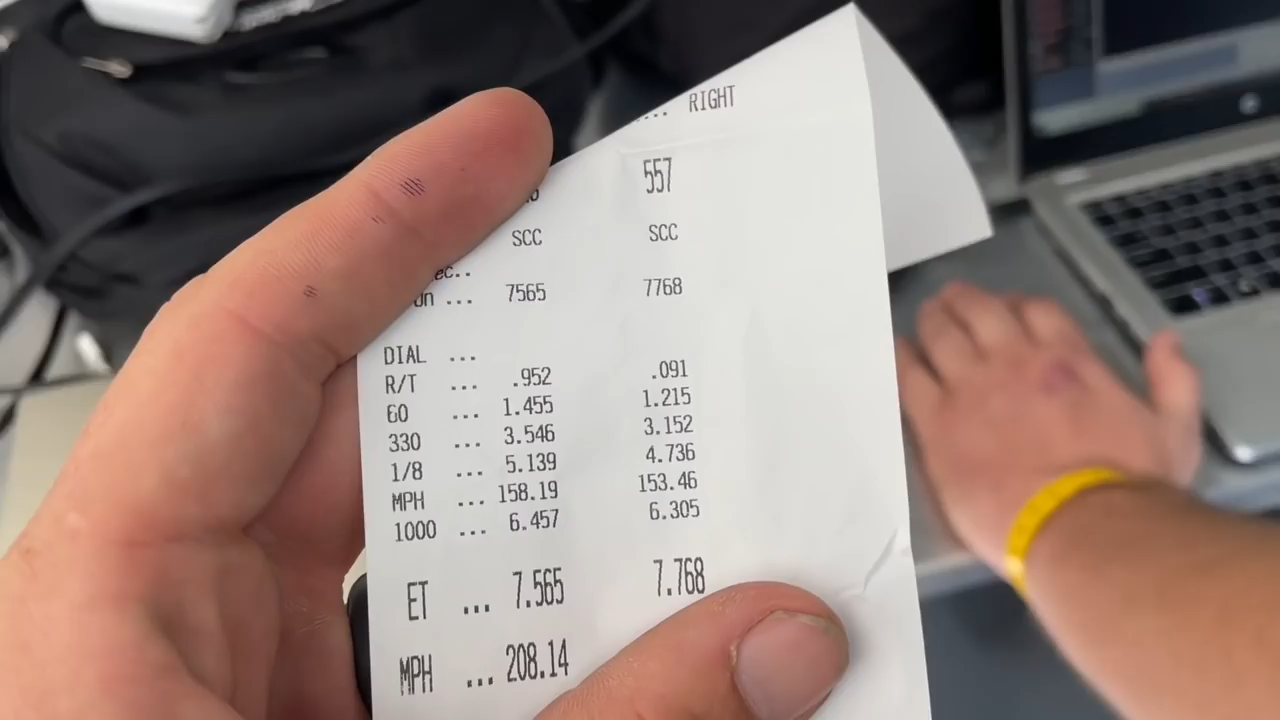 ... RIGHT
557
SCC SCC
... 7565 7768
DIAL ...
R/T ... .952 .091
60 ... 1.455 1.215
330 ... 3.546 3.152
1/8 ... 5.139 4.736
MPH ... 158.19 153.46
1000 ... 6.457 6.305
ET ... 7.565 7.768
MPH ... 208.14